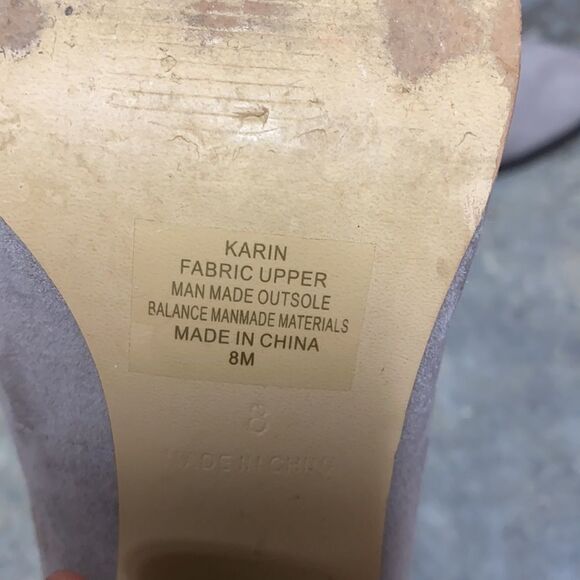 KARIN
FABRIC UPPER
MAN MADE OUTSOLE
BALANCE MANMADE MATERIALS
MADE IN CHINA
8M
8
MADE IN CHINA